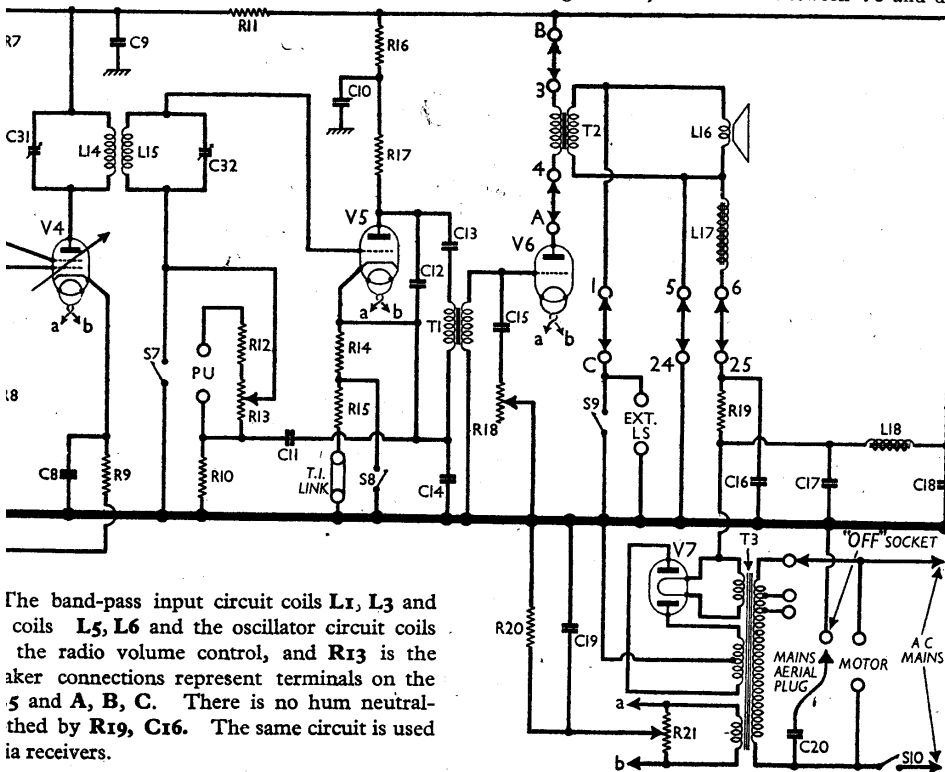 R11
R7
C9
R16
B
C10
3
T2
L16
C31
L14
L15
C32
R17
4
V4
V5
A
V6
L17
C13
C12
a
b
a
b
T1
C15
a
b
1
5
6
S7
PU
R12
R13
R14
R15
R18
C
24
25
S9
EXT.
LS
R19
L18
C8
R9
R10
C11
T.I.
LINK
S8
C14
C16
C17
C18
"OFF" SOCKET
V7
T3
The band-pass input circuit coils L1, L3 and
coils L5, L6 and the oscillator circuit coils
the radio volume control, and R13 is the
aker connections represent terminals on the
5 and A, B, C. There is no hum neutral-
thed by R19, C16. The same circuit is used
ia receivers.
R20
C19
MAINS
AERIAL
PLUG
MOTOR
A C
MAINS
a
R21
b
C20
S10